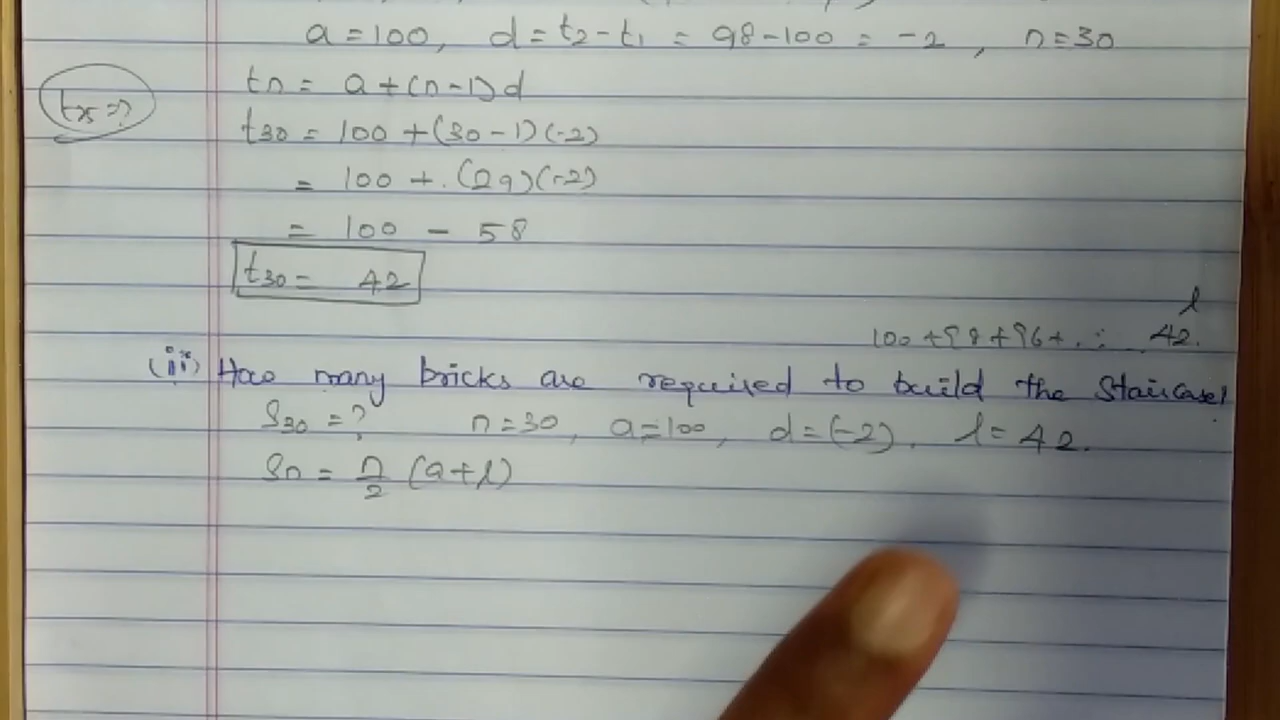 a = 100, d = t2 - t1 = 98 - 100 = -2, n = 30
tn = a + (n-1)d
tx = ?
t30 = 100 + (30-1)(-2)
= 100 + (29)(-2)
= 100 - 58
t30 = 42
l
100 + 98 + 96 + ... 42.
(ii) How many bricks are required to build the Staircase?
S30 = ? n = 30, a = 100, d = (-2), l = 42.
Sn = n/2 (a+l)